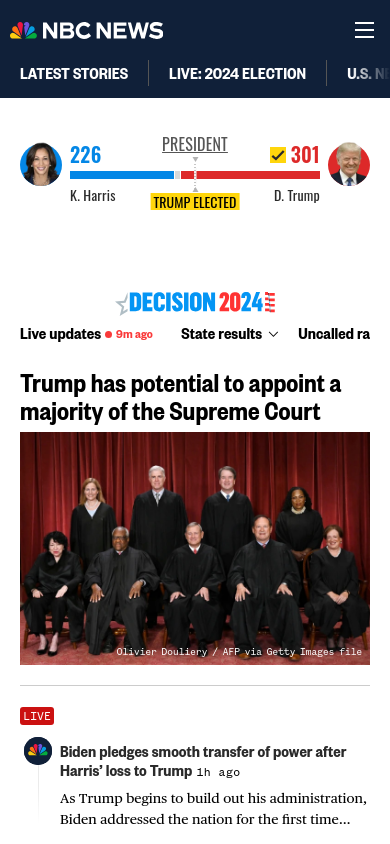 NBC NEWS
LATEST STORIES
LIVE: 2024 ELECTION
U.S. NE
PRESIDENT
226
301
K. Harris
D. Trump
TRUMP ELECTED
DECISION 2024
Live updates 9m ago
State results
Uncalled ra
Trump has potential to appoint a
majority of the Supreme Court
Olivier Douliery / AFP via Getty Images file
LIVE
Biden pledges smooth transfer of power after
Harris’ loss to Trump 1h ago
As Trump begins to build out his administration,
Biden addressed the nation for the first time...